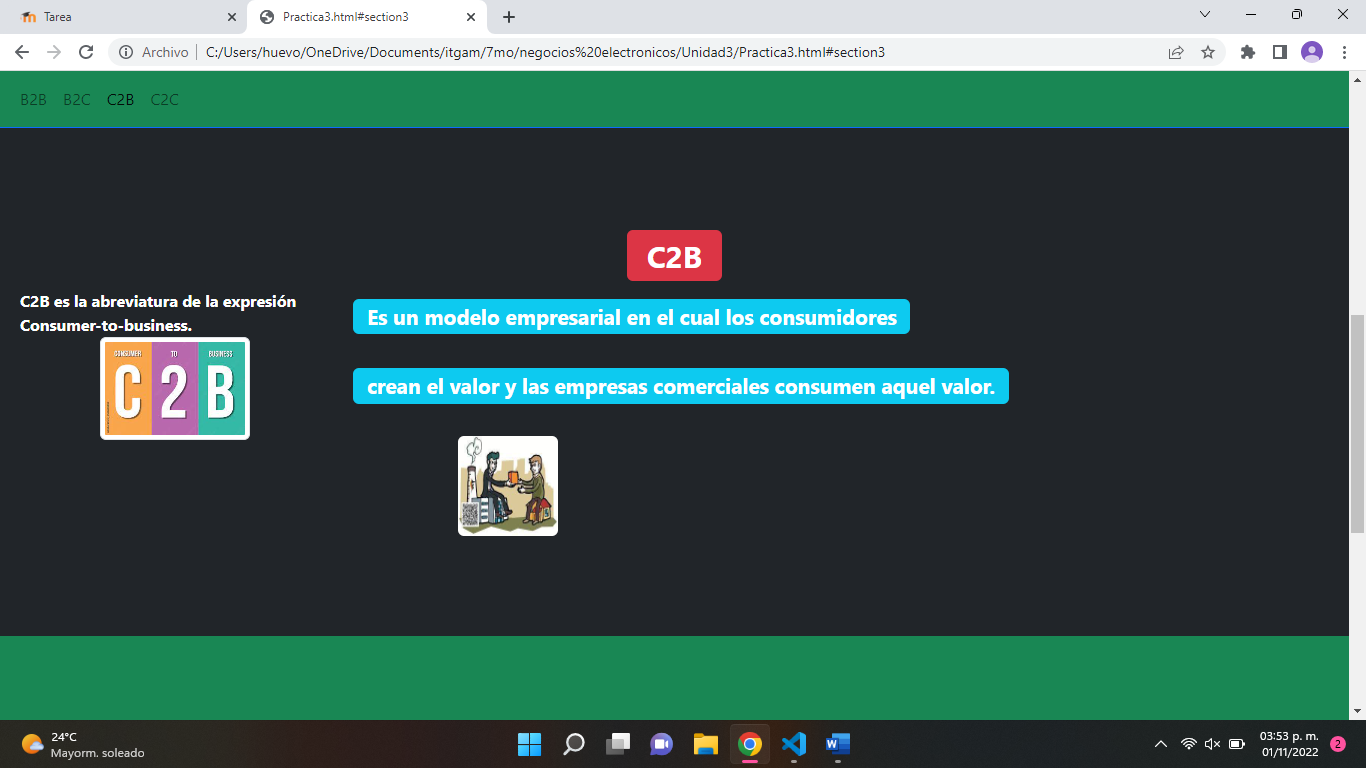 Tarea
Practica3.html#section3
Archivo
C:/Users/huevo/OneDrive/Documents/itgam/7mo/negocios%20electronicos/Unidad3/Practica3.html#section3
B2B B2C C2B C2C
C2B
C2B es la abreviatura de la expresión
Consumer-to-business.
CONSUMER TO BUSINESS
C 2 B
Es un modelo empresarial en el cual los consumidores
crean el valor y las empresas comerciales consumen aquel valor.
24°C
Mayorm. soleado
03:53 p. m.
01/11/2022
2